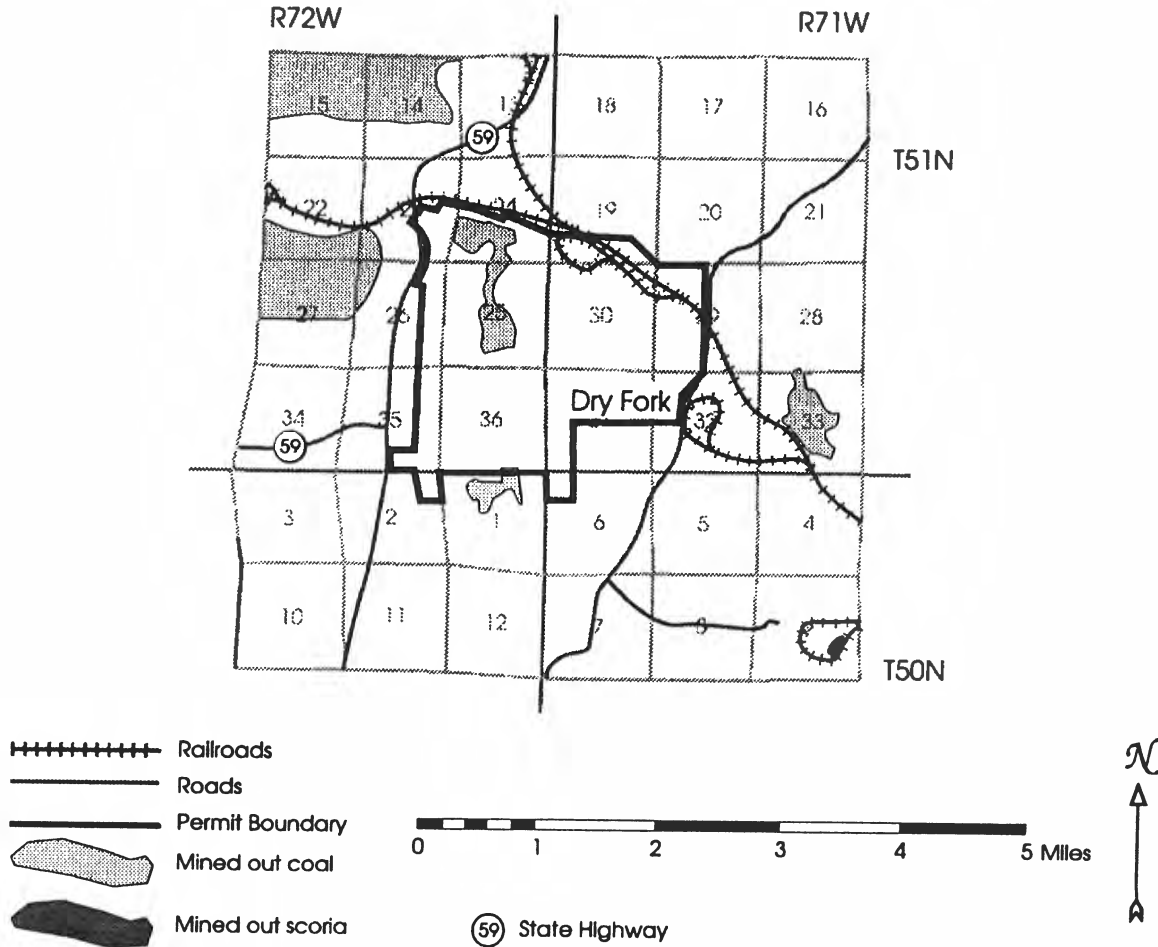 R72W R71W
15 14 13 18 17 16
59
T51N
22 24 19 20 21
27 26 25 30 29 28
Dry Fork
34 35 36 32 33
59
3 2 1 6 5 4
10 11 12 7 8
T50N
Railroads
Roads
Permit Boundary
Mined out coal
Mined out scoria
0 1 2 3 4 5 Miles
59 State Highway
N